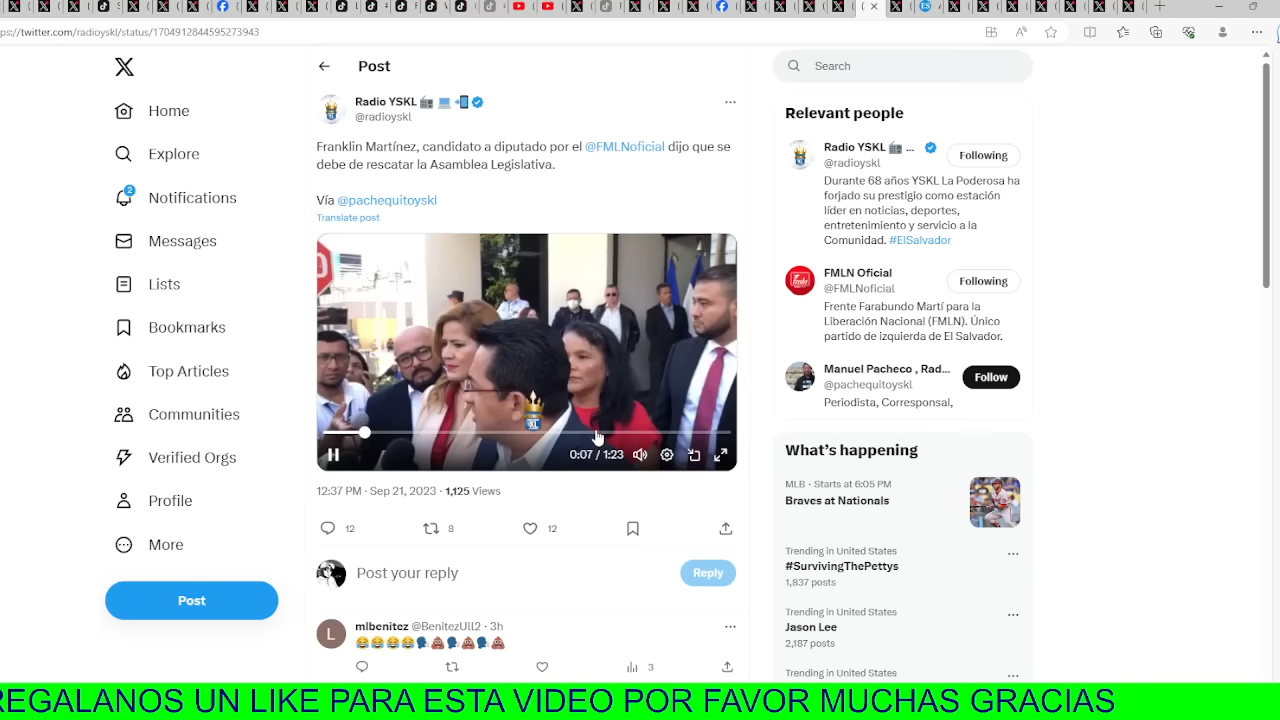 ps://twitter.com/radioyskl/status/1704912844595273943
Home
Explore
2
Notifications
Messages
Lists
Bookmarks
Top Articles
Communities
Verified Orgs
Profile
More
Post
Post
Radio YSKL
@radioyskl
Franklin Martínez, candidato a diputado por el @FMLNoficial dijo que se
debe de rescatar la Asamblea Legislativa.
Vía @pachequitoyskl
Translate post
0:07 / 1:23
12:37 PM · Sep 21, 2023 · 1,125 Views
12
8
12
Post your reply
Reply
L
mlbenitez @BenitezUll2 · 3h
3
Search
Relevant people
Radio YSKL ...
@radioyskl
Following
Durante 68 años YSKL La Poderosa ha
forjado su prestigio como estación
líder en noticias, deportes,
entretenimiento y servicio a la
Comunidad. #ElSalvador
FMLN Oficial
@FMLNoficial
Following
Frente Farabundo Martí para la
Liberación Nacional (FMLN). Único
partido de izquierda de El Salvador.
Manuel Pacheco , Rad...
@pachequitoyskl
Follow
Periodista, Corresponsal,
What's happening
MLB · Starts at 6:05 PM
Braves at Nationals
Trending in United States
#SurvivingThePettys
1,837 posts
Trending in United States
Jason Lee
2,187 posts
Trending in United States
REGALANOS UN LIKE PARA ESTA VIDEO POR FAVOR MUCHAS GRACIAS